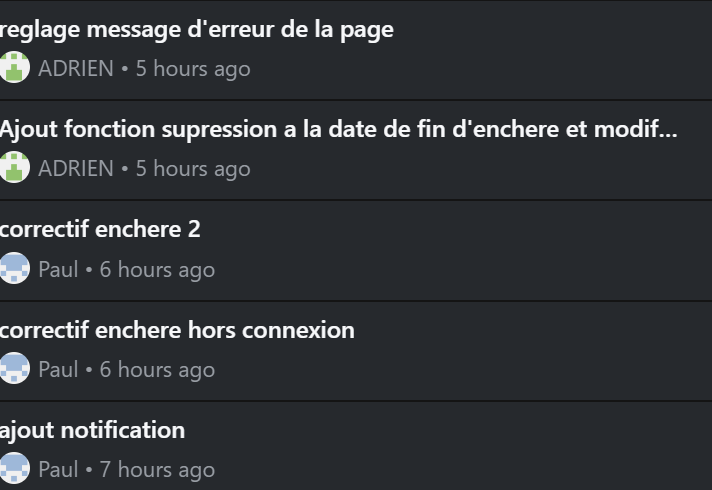 reglage message d'erreur de la page
ADRIEN • 5 hours ago
Ajout fonction supression a la date de fin d'enchere et modif...
ADRIEN • 5 hours ago
correctif enchere 2
Paul • 6 hours ago
correctif enchere hors connexion
Paul • 6 hours ago
ajout notification
Paul • 7 hours ago